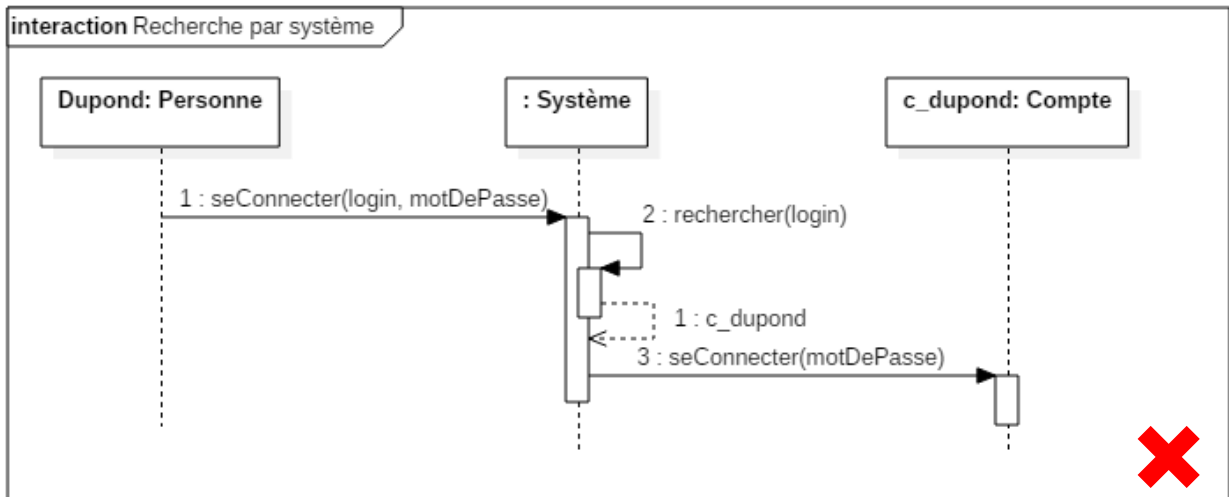 interaction Recherche par système
Dupond: Personne
: Système
c_dupond: Compte
1 : seConnecter(login, motDePasse)
2 : rechercher(login)
1 : c_dupond
3 : seConnecter(motDePasse)